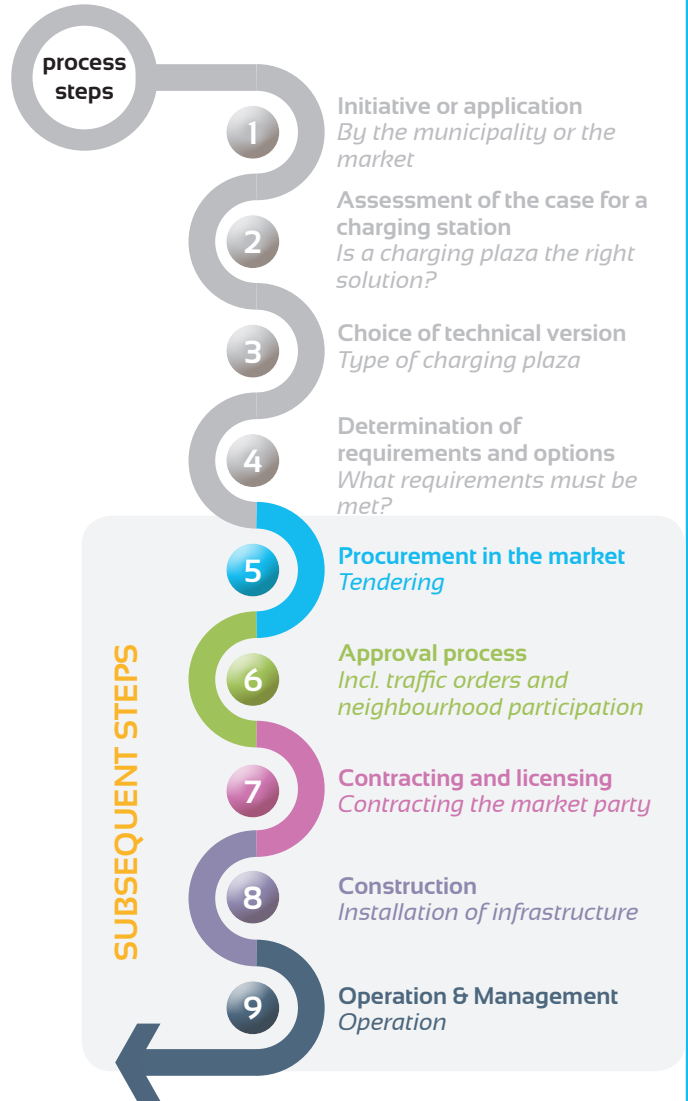 process
steps
1
Initiative or application
By the municipality or the
market
2
Assessment of the case for a
charging station
Is a charging plaza the right
solution?
3
Choice of technical version
Type of charging plaza
4
Determination of
requirements and options
What requirements must be
met?
SUBSEQUENT STEPS
5
Procurement in the market
Tendering
6
Approval process
Incl. traffic orders and
neighbourhood participation
7
Contracting and licensing
Contracting the market party
8
Construction
Installation of infrastructure
9
Operation & Management
Operation